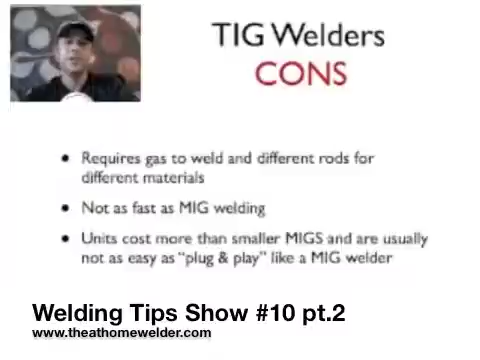 TIG Welders
CONS
• Requires gas to weld and different rods for
different materials
• Not as fast as MIG welding
• Units cost more than smaller MIGS and are usually
not as easy as “plug & play” like a MIG welder
Welding Tips Show #10 pt.2
www.theathomewelder.com